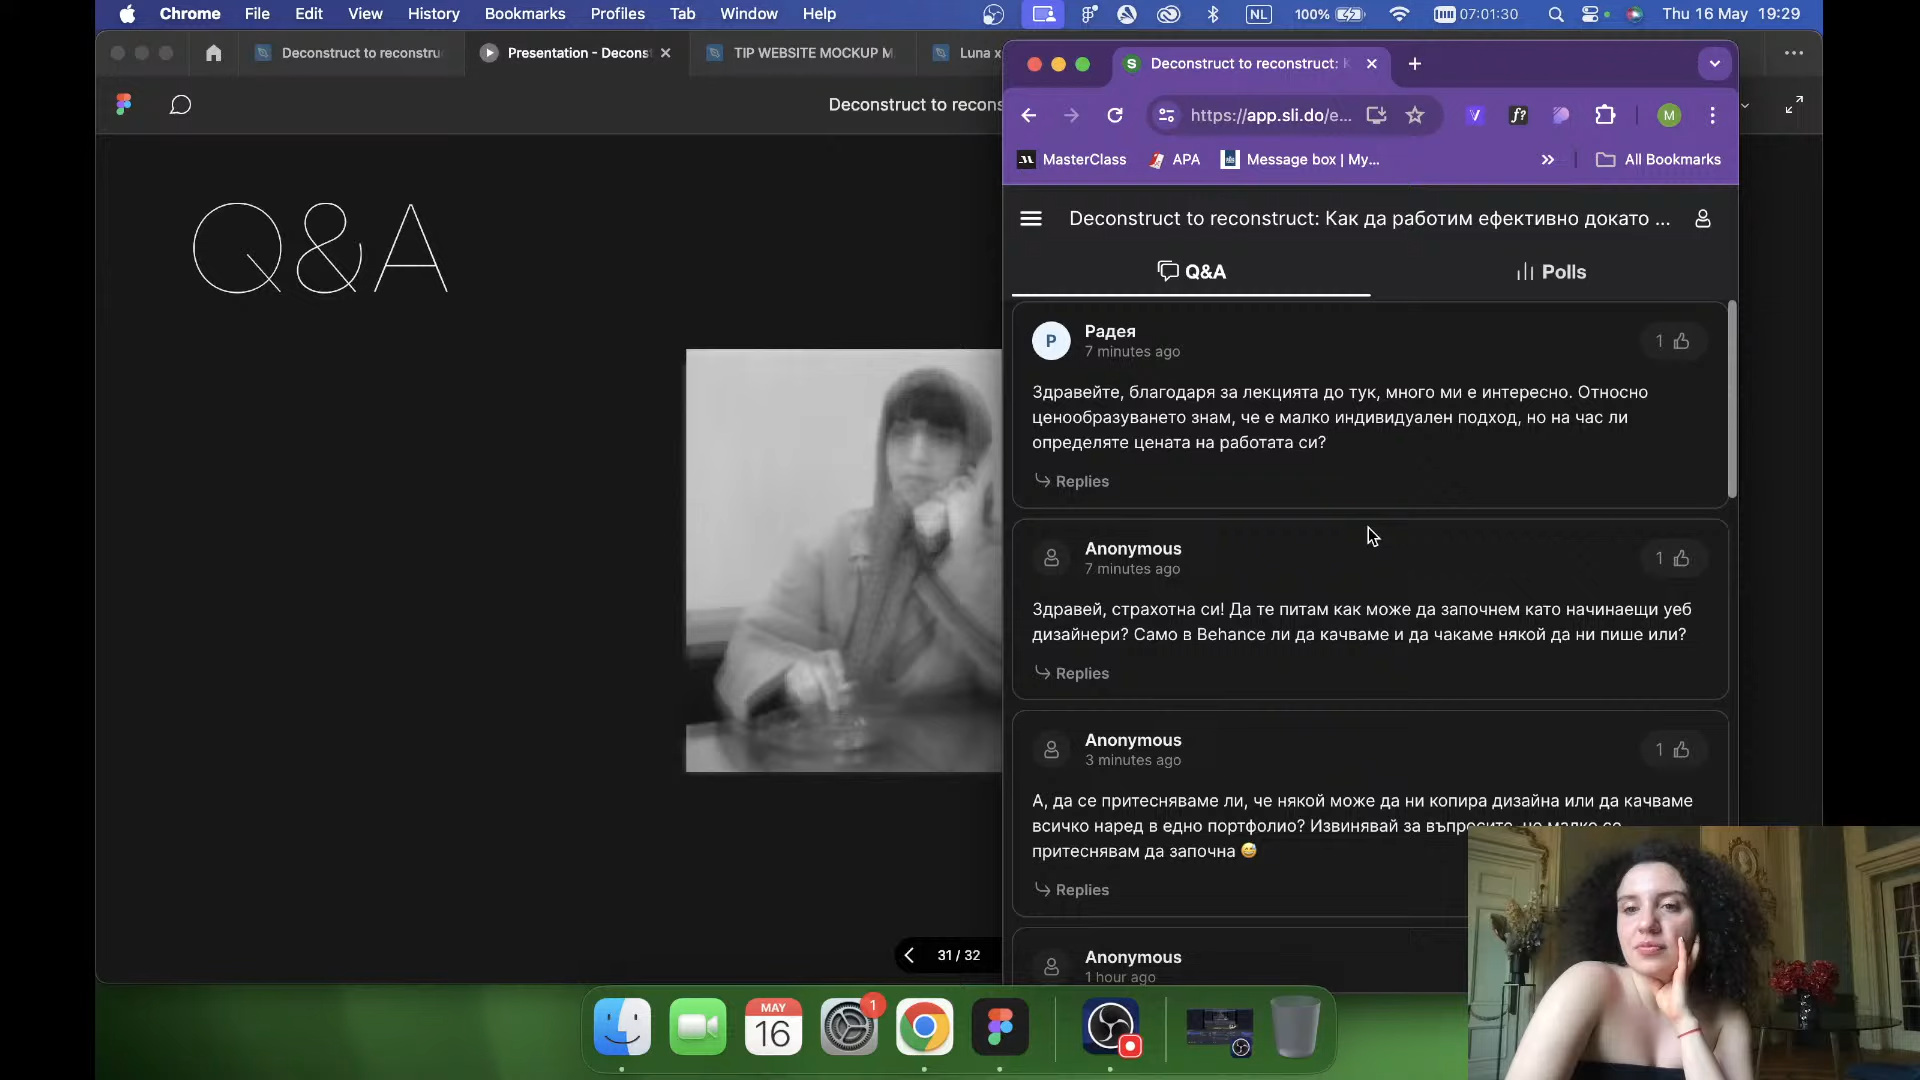 Chrome File Edit View History Bookmarks Profiles Tab Window Help NL 100% 07:01:30 Thu 16 May 19:29
Deconstruct to reconstru Presentation - Decons TIP WEBSITE MOCKUP M Luna x
Deconstruct to reconstruct:
Deconstruct to recons
https://app.sli.do/e...
M
MasterClass APA Message box | My... All Bookmarks
Deconstruct to reconstruct: Как да работим ефективно докато ...
Q&A Polls
Q&A
Р Радея
7 minutes ago
1
Здравейте, благодаря за лекцията до тук, много ми е интересно. Относно
ценообразуването знам, че е малко индивидуален подход, но на час ли
определяте цената на работата си?
Replies
Anonymous
7 minutes ago
1
Здравей, страхотна си! Да те питам как може да започнем като начинаещи уеб
дизайнери? Само в Behance ли да качваме и да чакаме някой да ни пише или?
Replies
Anonymous
3 minutes ago
1
А, да се притесняваме ли, че някой може да ни копира дизайна или да качваме
всичко наред в едно портфолио? Извинявай за
притеснявам да започна 😅
Replies
Anonymous
1 hour ago
31 / 32
MAY
16
1